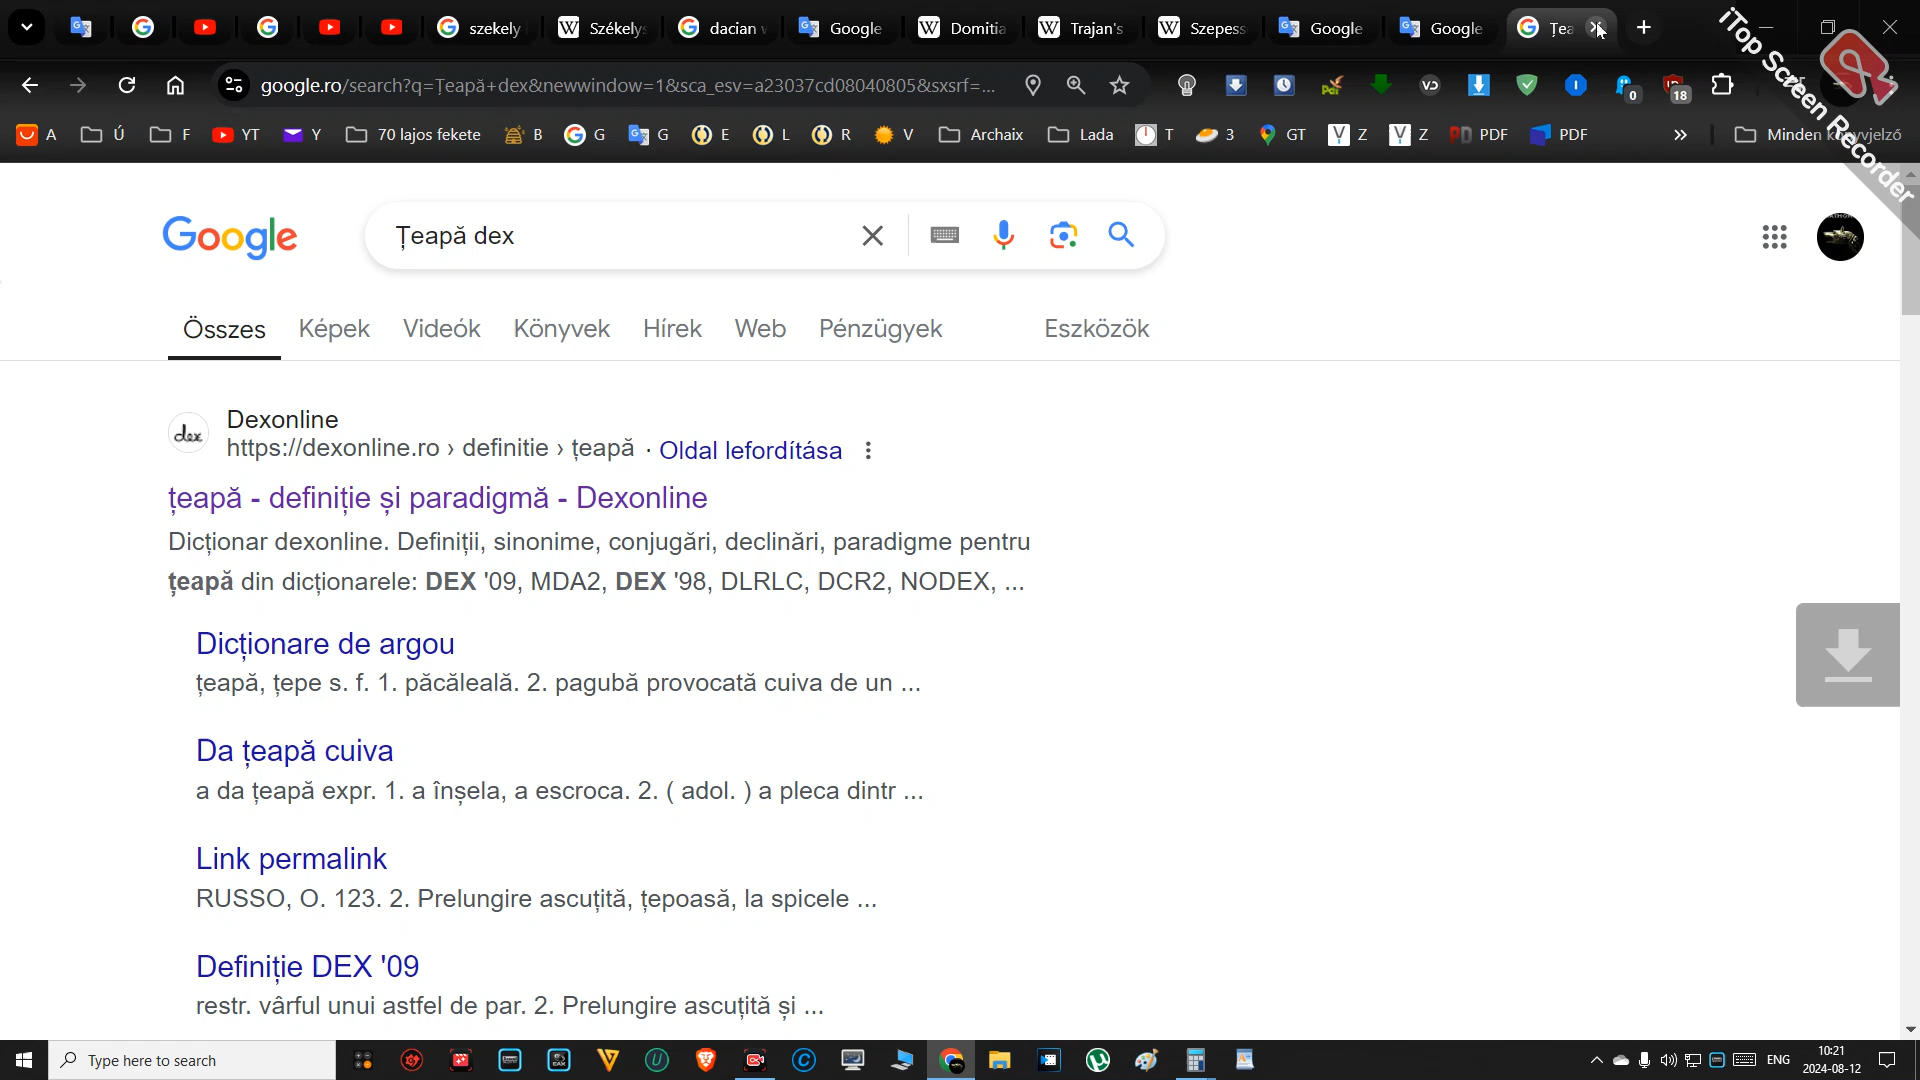 szekely
Székelys
dacian w
Google
Domitia
Trajan's
Szepess
Google
Google
Țea
google.ro/search?q=Țeapă+dex&newwindow=1&sca_esv=a23037cd08040805&sxsrf=...
0
18
A
Ú
F
YT
Y
70 lajos fekete
B
G
G
E
L
R
V
Archaix
Lada
T
3
GT
Z
Z
PDF
PDF
»
Minden könyvjelző
iTop Screen Recorder
Google
Țeapă dex
Összes
Képek
Videók
Könyvek
Hírek
Web
Pénzügyek
Eszközök
dex
Dexonline
https://dexonline.ro › definitie › țeapă · Oldal lefordítása
țeapă - definiție și paradigmă - Dexonline
Dicționar dexonline. Definiții, sinonime, conjugări, declinări, paradigme pentru
țeapă din dicționarele: DEX '09, MDA2, DEX '98, DLRLC, DCR2, NODEX, ...
Dicționare de argou
țeapă, țepe s. f. 1. păcăleală. 2. pagubă provocată cuiva de un ...
Da țeapă cuiva
a da țeapă expr. 1. a înșela, a escroca. 2. ( adol. ) a pleca dintr ...
Link permalink
RUSSO, O. 123. 2. Prelungire ascuțită, țepoasă, la spicele ...
Definiție DEX '09
restr. vârful unui astfel de par. 2. Prelungire ascuțită și ...
Type here to search
ENG
10:21
2024-08-12